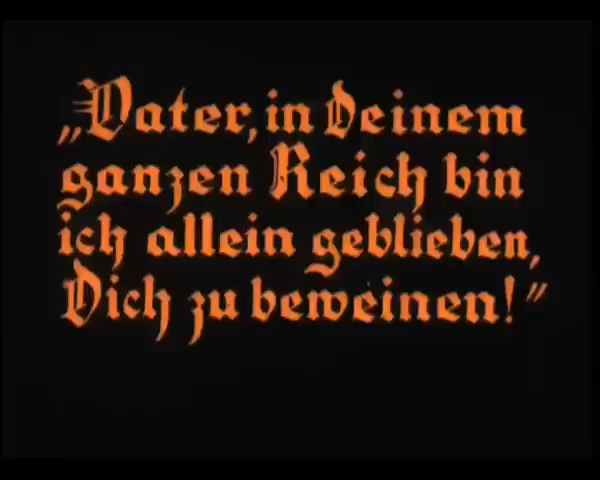 „Vater, in Deinem
ganzen Reich bin
ich allein geblieben,
Dich zu beweinen!”